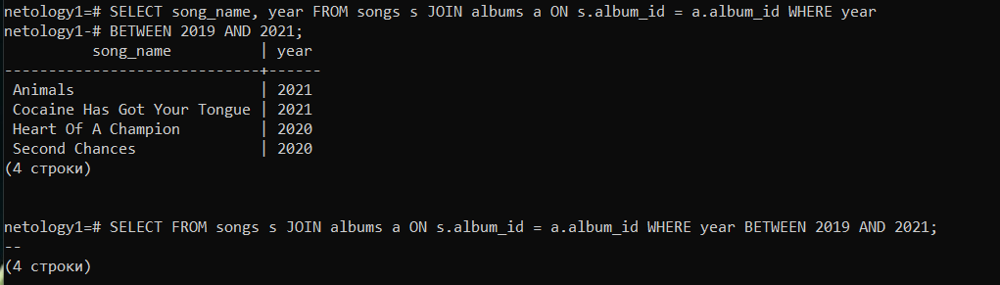 netology1=# SELECT song_name, year FROM songs s JOIN albums a ON s.album_id = a.album_id WHERE year
netology1-# BETWEEN 2019 AND 2021;
          song_name          | year
-----------------------------+------
 Animals                     | 2021
 Cocaine Has Got Your Tongue | 2021
 Heart Of A Champion         | 2020
 Second Chances              | 2020
(4 строки)
netology1=# SELECT FROM songs s JOIN albums a ON s.album_id = a.album_id WHERE year BETWEEN 2019 AND 2021;
--
(4 строки)